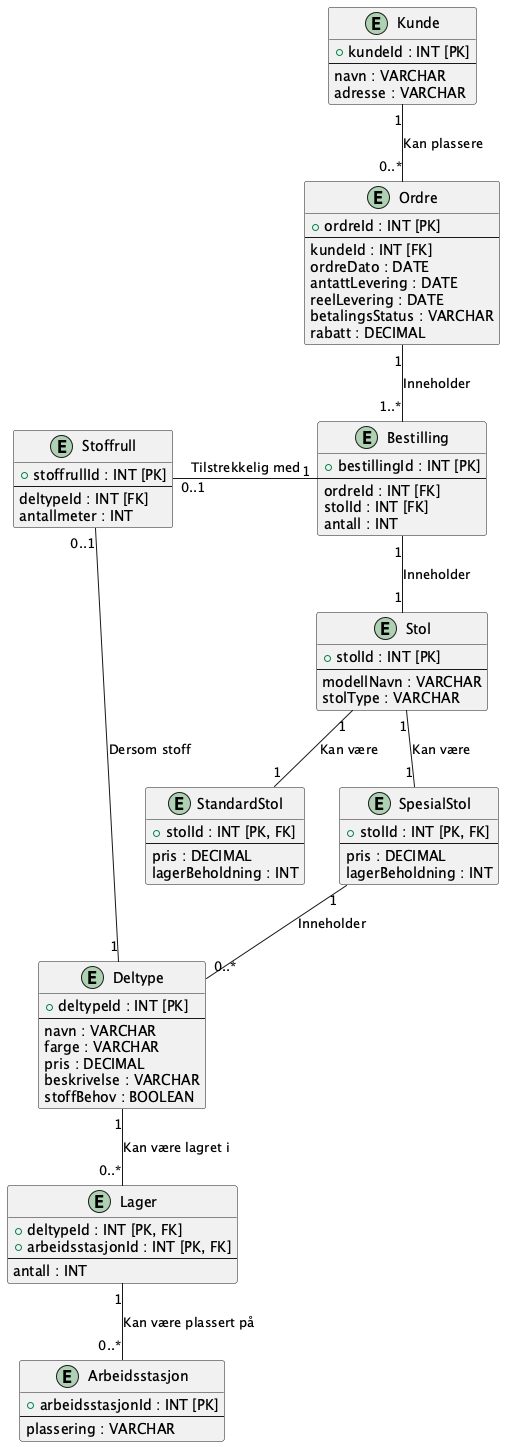 E Kunde
kundeId : INT [PK]
navn : VARCHAR
adresse : VARCHAR
1
Kan plassere
0..*
E Ordre
ordreId : INT [PK]
kundeId : INT [FK]
ordreDato : DATE
antattLevering : DATE
reelLevering : DATE
betalingsStatus : VARCHAR
rabatt : DECIMAL
1
Inneholder
1..*
E Stoffrull
stoffrullId : INT [PK]
deltypeId : INT [FK]
antallmeter : INT
Tilstrekkelig med
1
0..1
E Bestilling
bestillingId : INT [PK]
ordreId : INT [FK]
stolId : INT [FK]
antall : INT
0..1
1
Inneholder
1
E Stol
stolId : INT [PK]
modellNavn : VARCHAR
stolType : VARCHAR
1
1
Dersom stoff
Kan være
Kan være
1
1
E StandardStol
stolId : INT [PK, FK]
pris : DECIMAL
lagerBeholdning : INT
E SpesialStol
stolId : INT [PK, FK]
pris : DECIMAL
lagerBeholdning : INT
1
Inneholder
1
0..*
E Deltype
deltypeId : INT [PK]
navn : VARCHAR
farge : VARCHAR
pris : DECIMAL
beskrivelse : VARCHAR
stoffBehov : BOOLEAN
1
Kan være lagret i
0..*
E Lager
deltypeId : INT [PK, FK]
arbeidsstasjonId : INT [PK, FK]
antall : INT
1
Kan være plassert på
0..*
E Arbeidsstasjon
arbeidsstasjonId : INT [PK]
plassering : VARCHAR